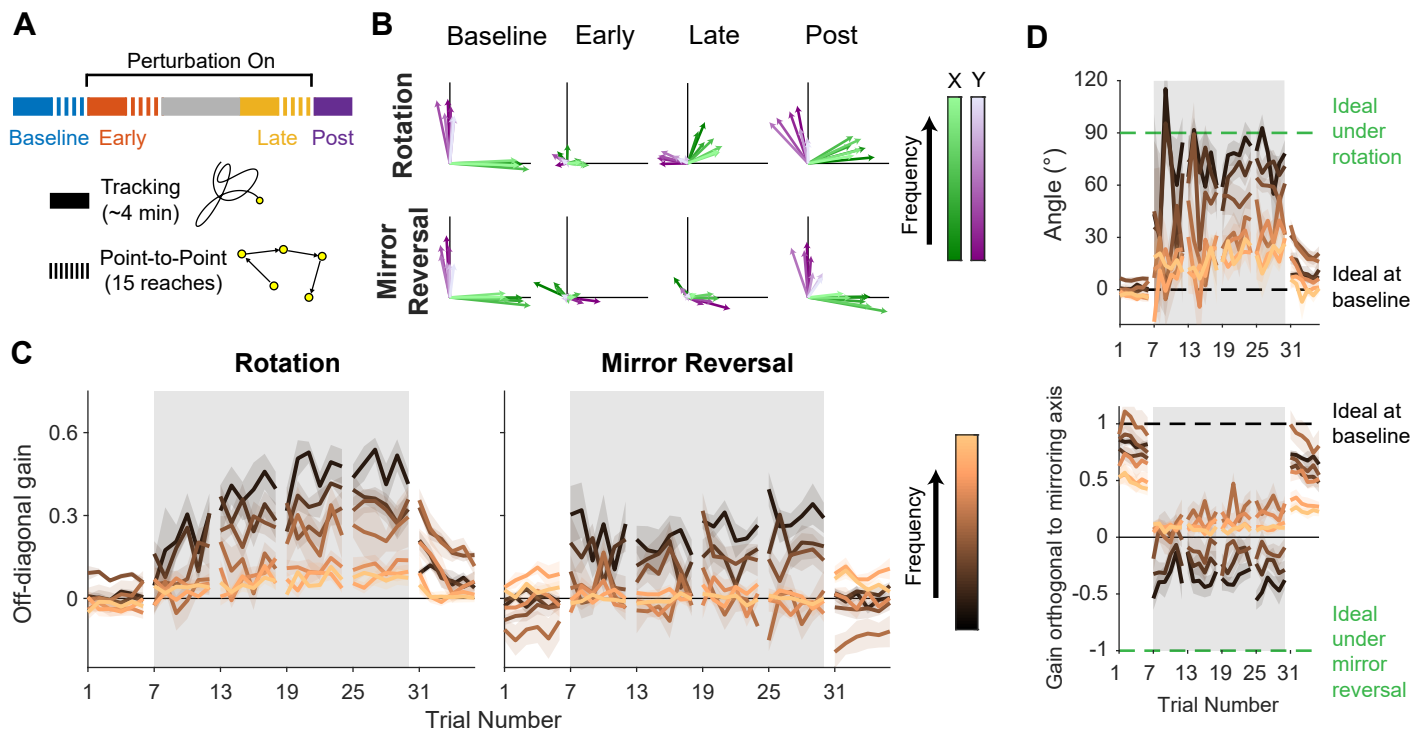 A
Perturbation On
Baseline
Early
Late
Post
Tracking
(~4 min)
Point-to-Point
(15 reaches)
B
Baseline
Early
Late
Post
Rotation
Mirror
Reversal
X
Y
Frequency
C
Rotation
Mirror Reversal
Off-diagonal gain
0.6
0.3
0
1
7
13
19
25
31
1
7
13
19
25
31
Trial Number
Frequency
D
Angle (°)
120
90
60
30
0
1
7
13
19
25
31
Ideal
under
rotation
Ideal at
baseline
Gain orthogonal to mirroring axis
1
0.5
0
-0.5
-1
1
7
13
19
25
31
Trial Number
Ideal at
baseline
Ideal
under
mirror
reversal